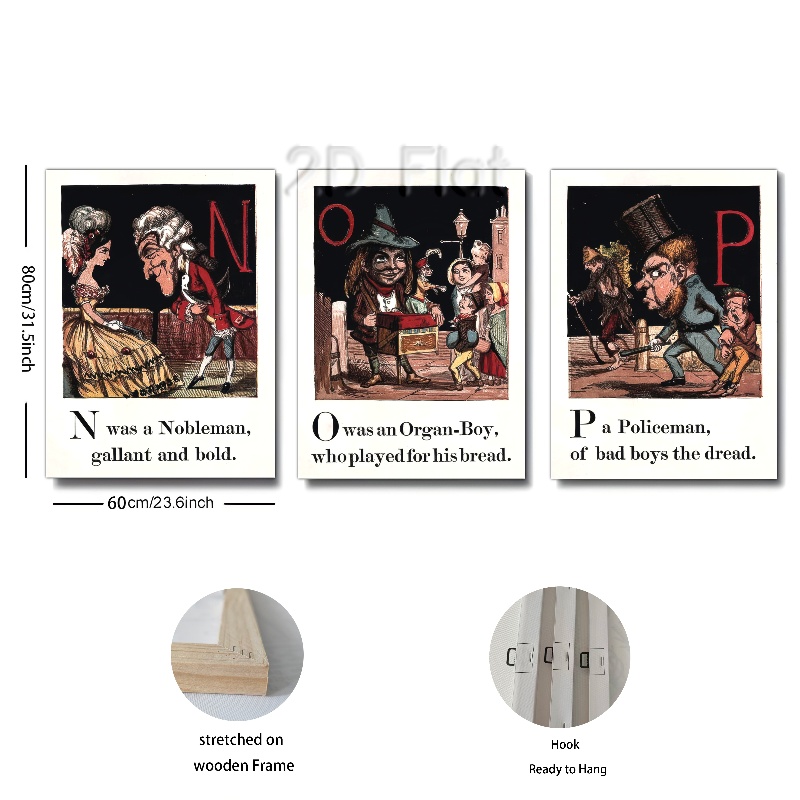 2D Flat
N
O
P
80cm/31.5inch
N was a Nobleman,
gallant and bold.
O was an Organ-Boy,
who played for his bread.
P a Policeman,
of bad boys the dread.
60cm/23.6inch
stretched on
wooden Frame
Hook
Ready to Hang